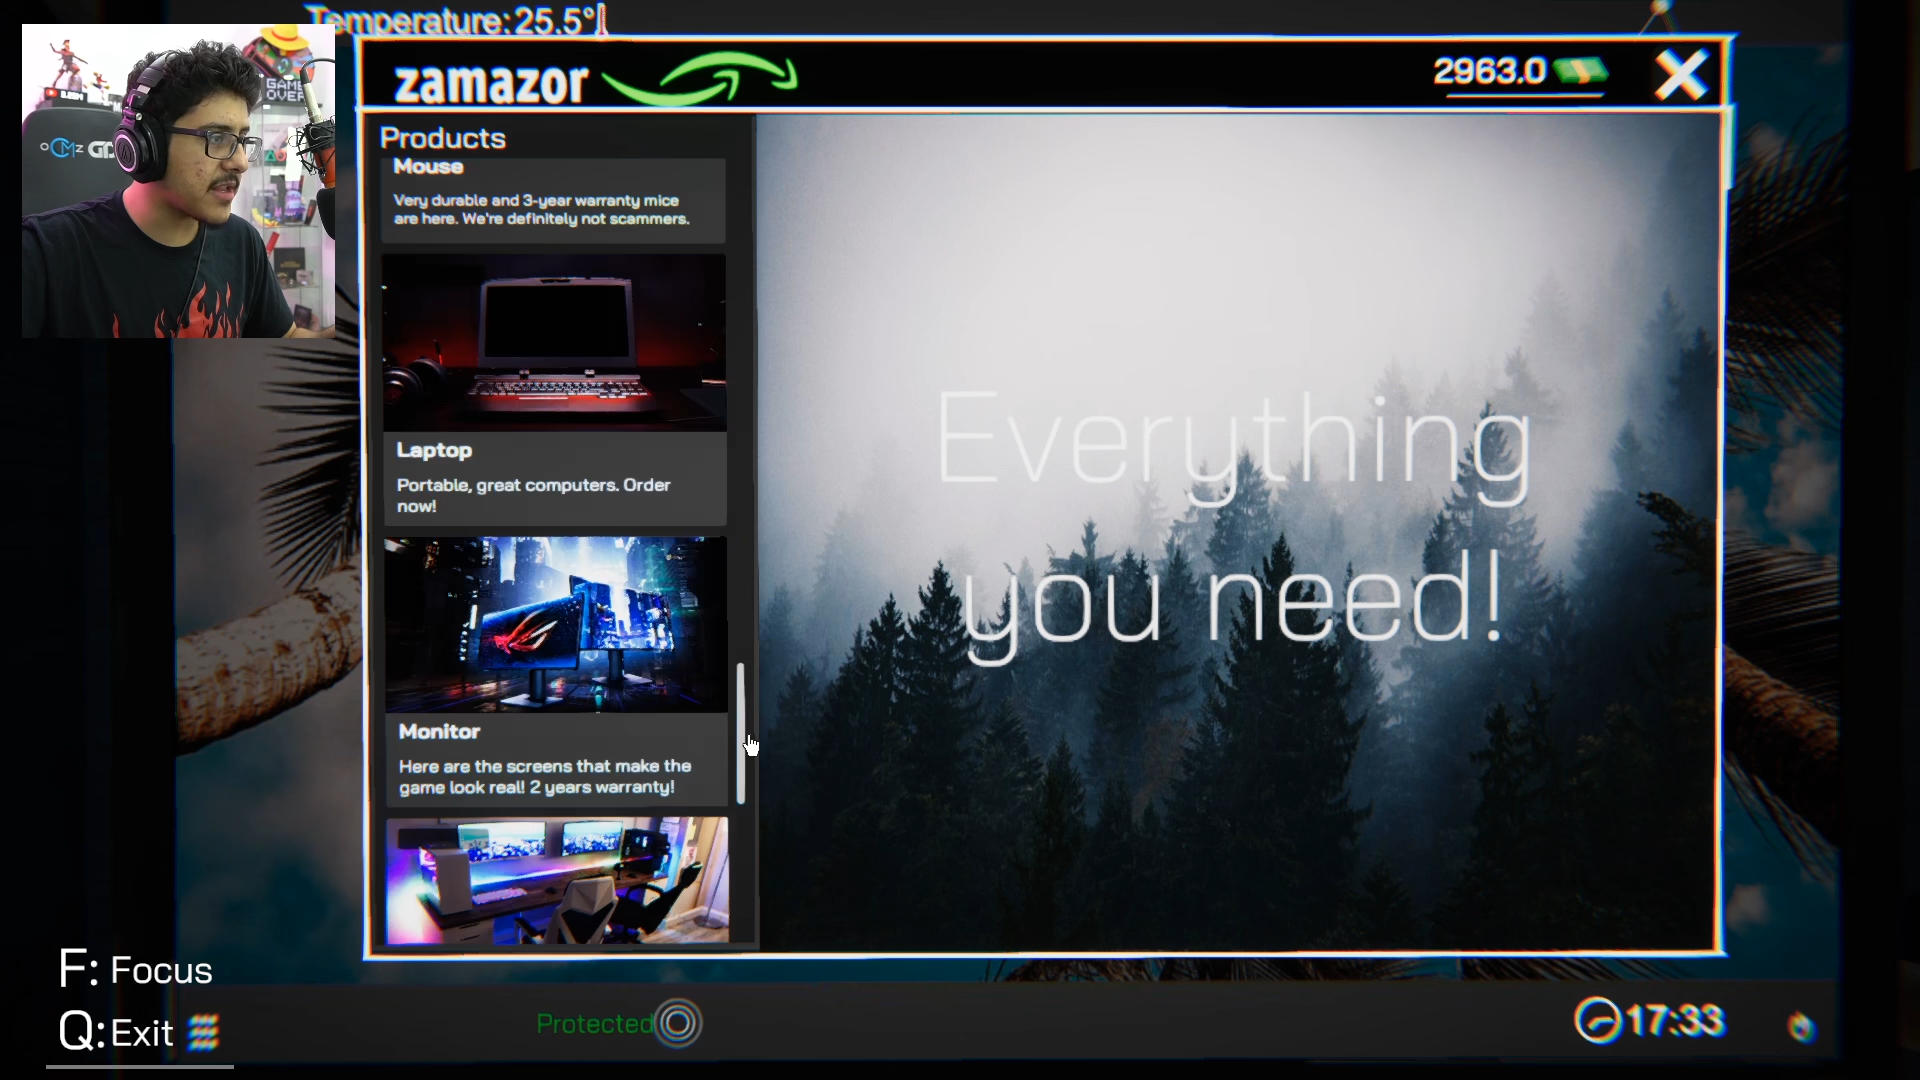 Temperature:25.5°
zamazor
2963.0
Products
Mouse
Very durable and 3-year warranty mice
are here. We're definitely not scammers.
Laptop
Portable, great computers. Order
now!
Monitor
Here are the screens that make the
game look real! 2 years warranty!
Everything
you need!
GAME
OVER
F: Focus
Q: Exit
Protected
17:33